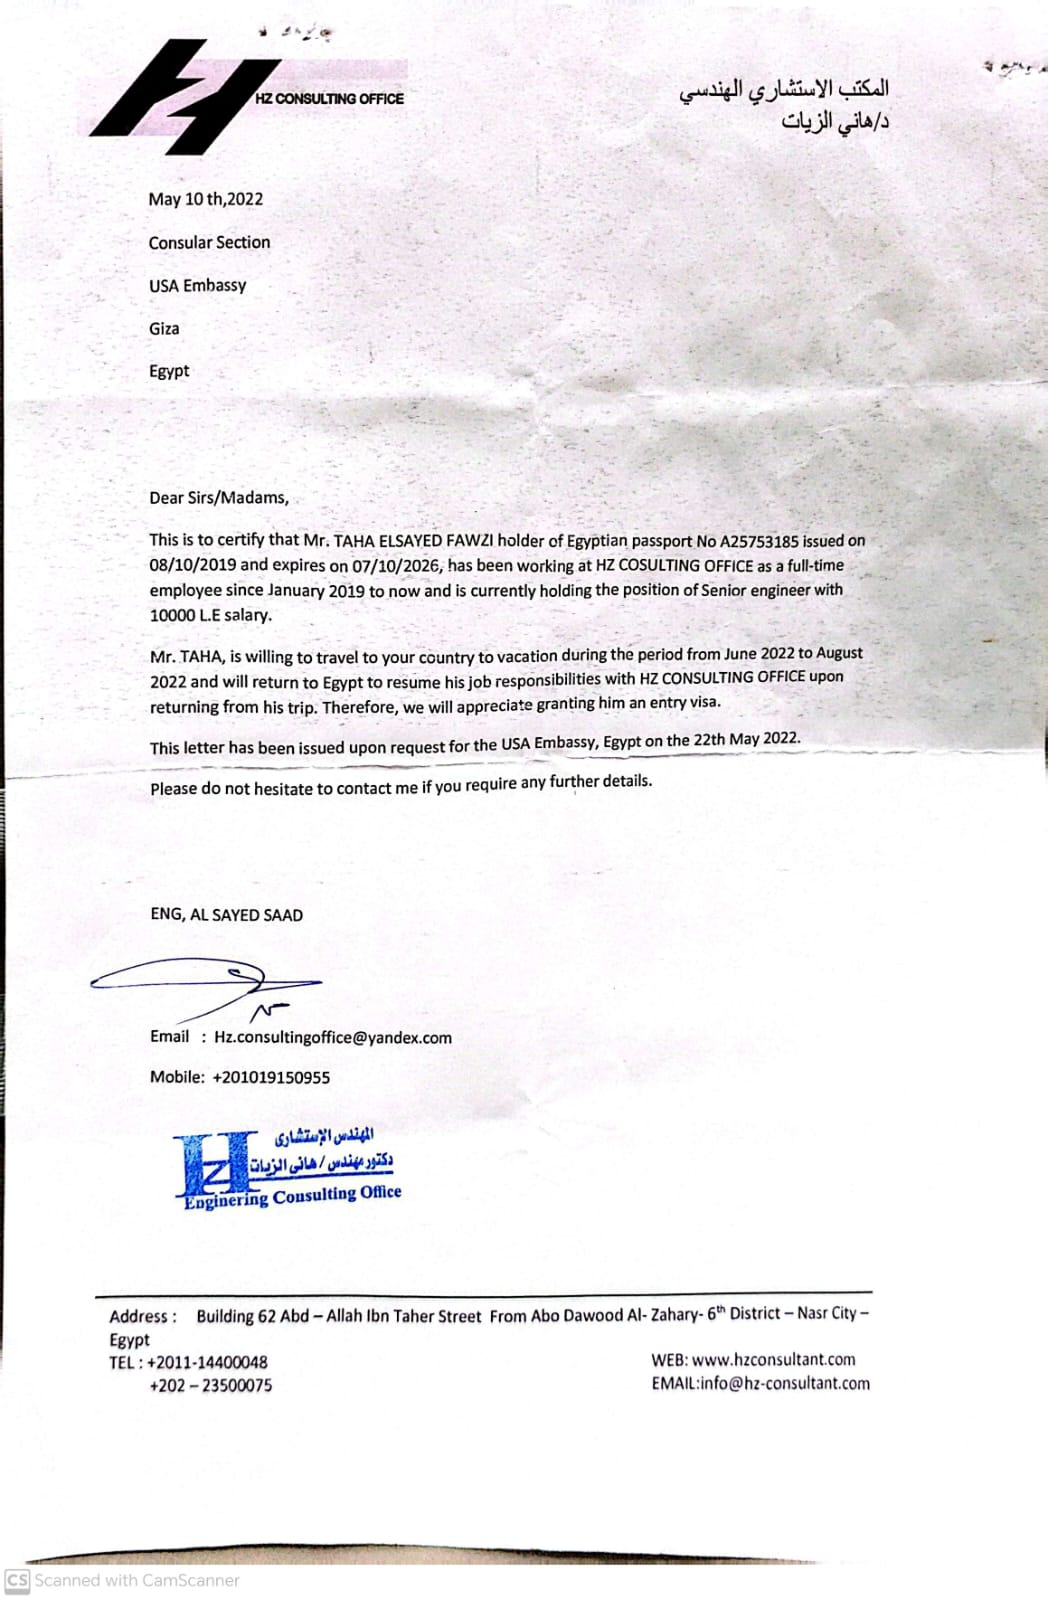 HZ CONSULTING OFFICE
المكتب الاستشاري الهندسي
د/هاني الزيات
May 10 th,2022
Consular Section
USA Embassy
Giza
Egypt
Dear Sirs/Madams,
This is to certify that Mr. TAHA ELSAYED FAWZI holder of Egyptian passport No A25753185 issued on
08/10/2019 and expires on 07/10/2026, has been working at HZ COSULTING OFFICE as a full-time
employee since January 2019 to now and is currently holding the position of Senior engineer with
10000 L.E salary.
Mr. TAHA, is willing to travel to your country to vacation during the period from June 2022 to August
2022 and will return to Egypt to resume his job responsibilities with HZ CONSULTING OFFICE upon
returning from his trip. Therefore, we will appreciate granting him an entry visa.
This letter has been issued upon request for the USA Embassy, Egypt on the 22th May 2022.
Please do not hesitate to contact me if you require any further details.
ENG, AL SAYED SAAD
Email : Hz.consultingoffice@yandex.com
Mobile: +201019150955
المهندس الإستشارى
دكتور مهندس / هانى الزيات
HZ
Enginering Consulting Office
Address : Building 62 Abd – Allah Ibn Taher Street From Abo Dawood Al- Zahary- 6th District – Nasr City –
Egypt
TEL : +2011-14400048
WEB: www.hzconsultant.com
+202 – 23500075
EMAIL:info@hz-consultant.com
CS Scanned with CamScanner